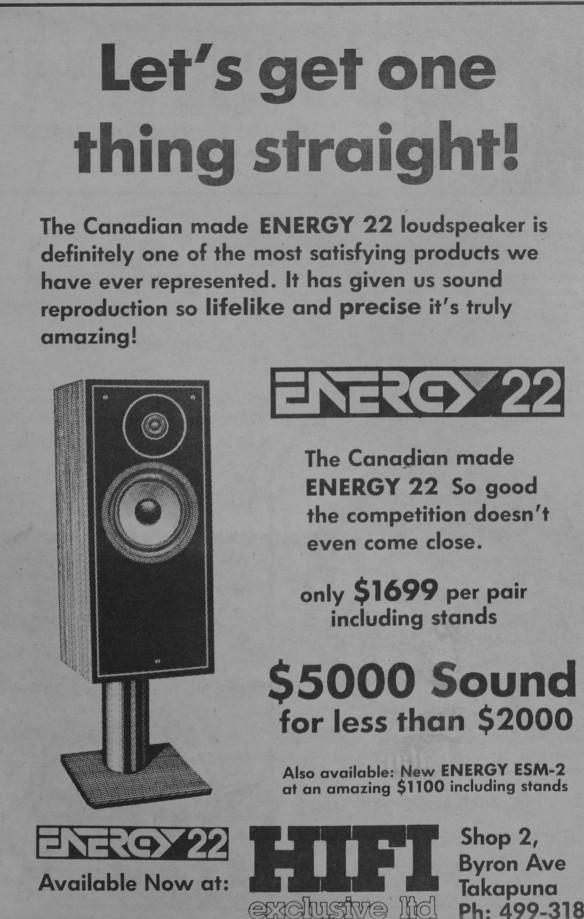 Let's get one
thing straight!
The Canadian made ENERGY 22 loudspeaker is
definitely one of the most satisfying products we
have ever represented. It has given us sound
reproduction so lifelike and precise it's truly
amazing!
ENERGY 22
The Canadian made
ENERGY 22 So good
the competition doesn't
even come close.
only $1699 per pair
including stands
$5000 Sound
for less than $2000
Also available: New ENERGY ESM-2
at an amazing $1100 including stands
ENERGY 22
Available Now at:
HIFI
exclusive ltd
Shop 2,
Byron Ave
Takapuna
Ph: 499-318